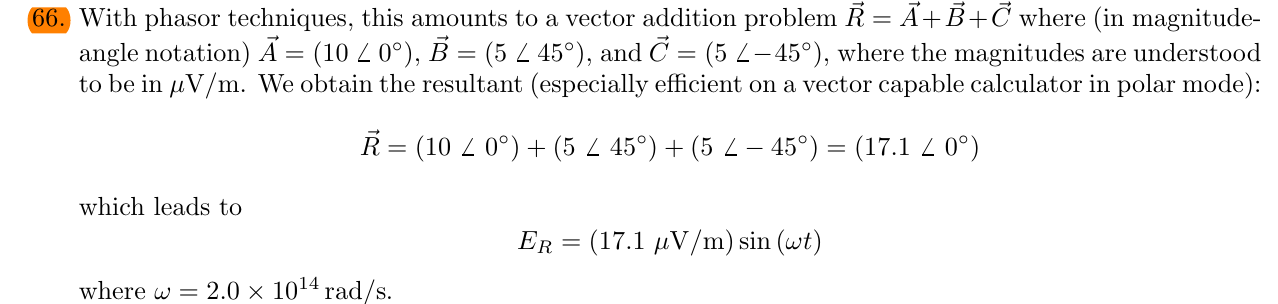 66. With phasor techniques, this amounts to a vector addition problem R⃗ = A⃗ + B⃗ + C⃗ where (in magnitude-
angle notation) A⃗ = (10 ∠ 0°), B⃗ = (5 ∠ 45°), and C⃗ = (5 ∠ −45°), where the magnitudes are understood
to be in μV/m. We obtain the resultant (especially efficient on a vector capable calculator in polar mode):
R⃗ = (10 ∠ 0°) + (5 ∠ 45°) + (5 ∠ − 45°) = (17.1 ∠ 0°)
which leads to
E_R = (17.1 μV/m) sin (ωt)
where ω = 2.0 × 10¹⁴ rad/s.